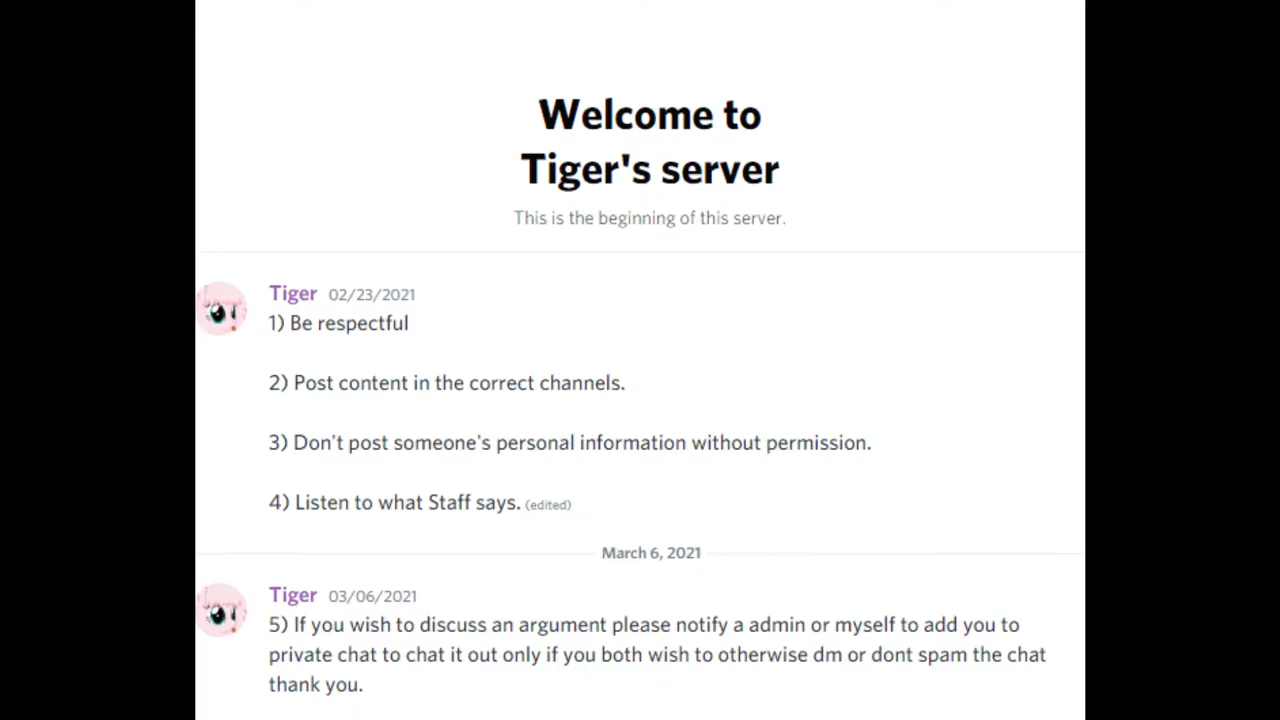 Welcome to
Tiger's server
This is the beginning of this server.
Tiger 02/23/2021
1) Be respectful
2) Post content in the correct channels.
3) Don't post someone's personal information without permission.
4) Listen to what Staff says. (edited)
March 6, 2021
Tiger 03/06/2021
5) If you wish to discuss an argument please notify a admin or myself to add you to
private chat to chat it out only if you both wish to otherwise dm or dont spam the chat
thank you.